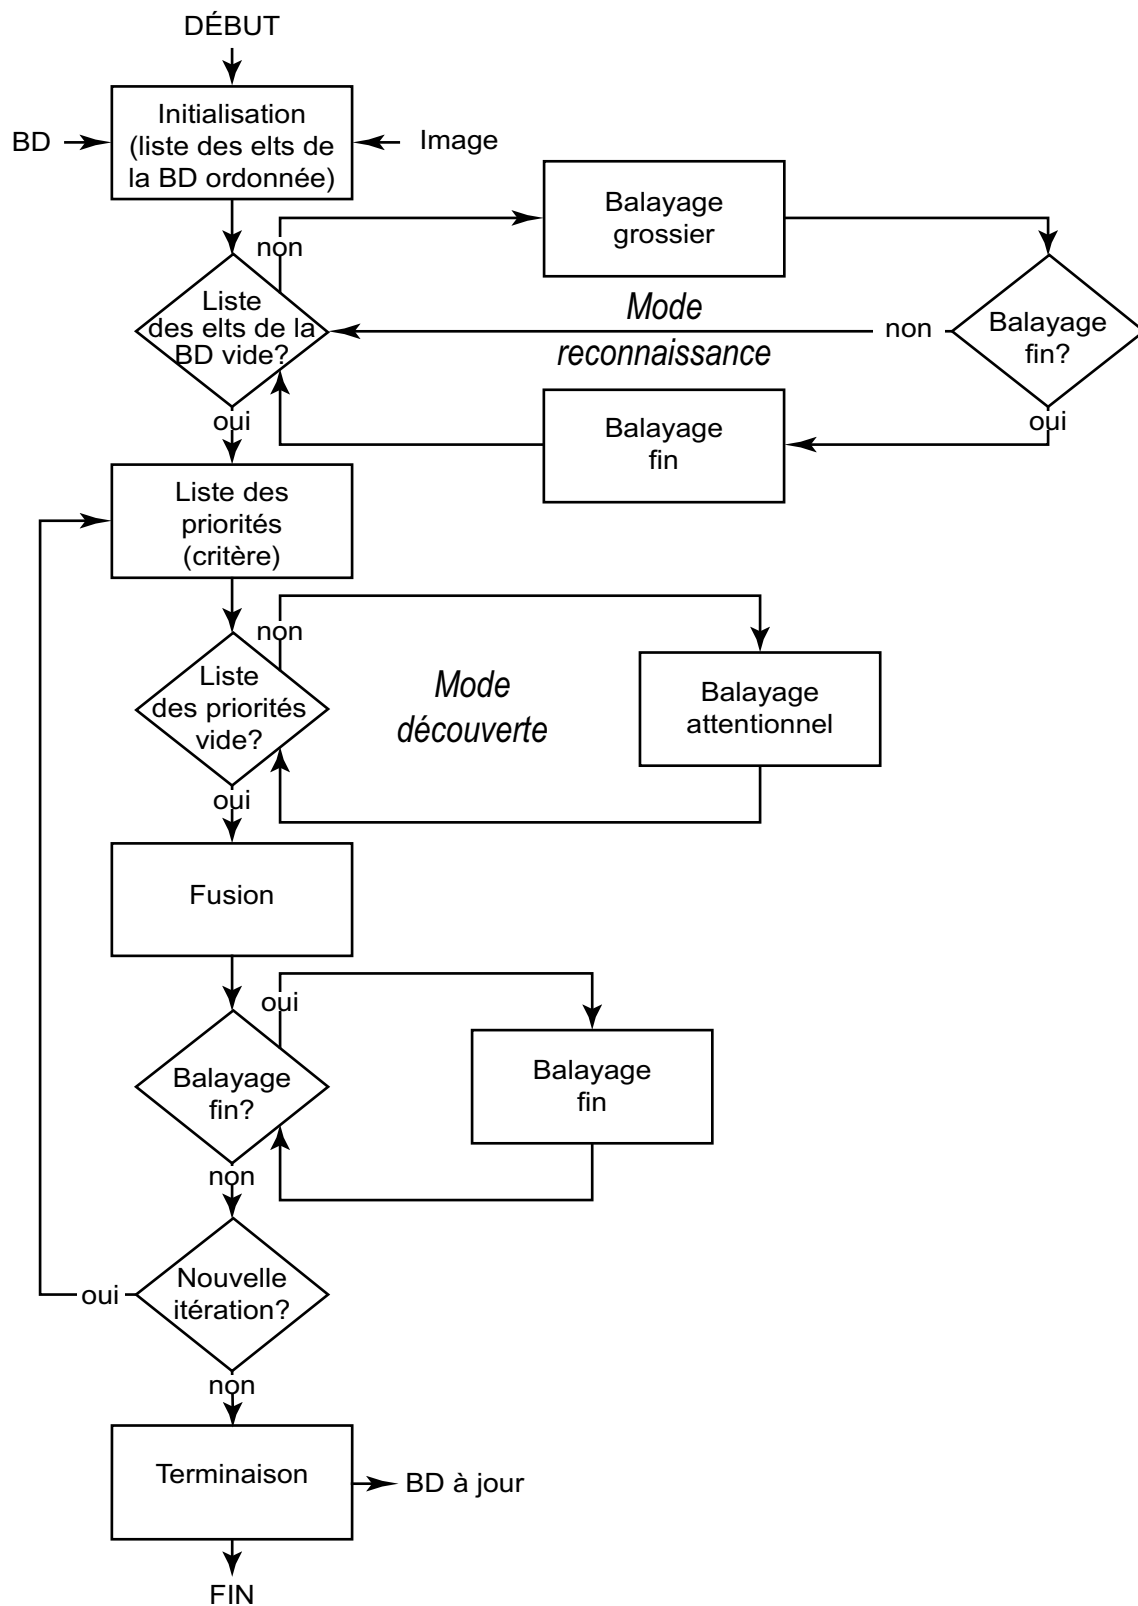 DÉBUT
Initialisation
(liste des elts de
la BD ordonnée)
BD
Image
non
Balayage
grossier
Liste
des elts de la
BD vide?
Mode
reconnaissance
non
Balayage
fin?
oui
Balayage
fin
oui
Liste des
priorités
(critère)
non
Liste
des priorités
vide?
Mode
découverte
Balayage
attentionnel
oui
Fusion
oui
Balayage
fin?
Balayage
fin
non
Nouvelle
itération?
oui
non
Terminaison
BD à jour
FIN